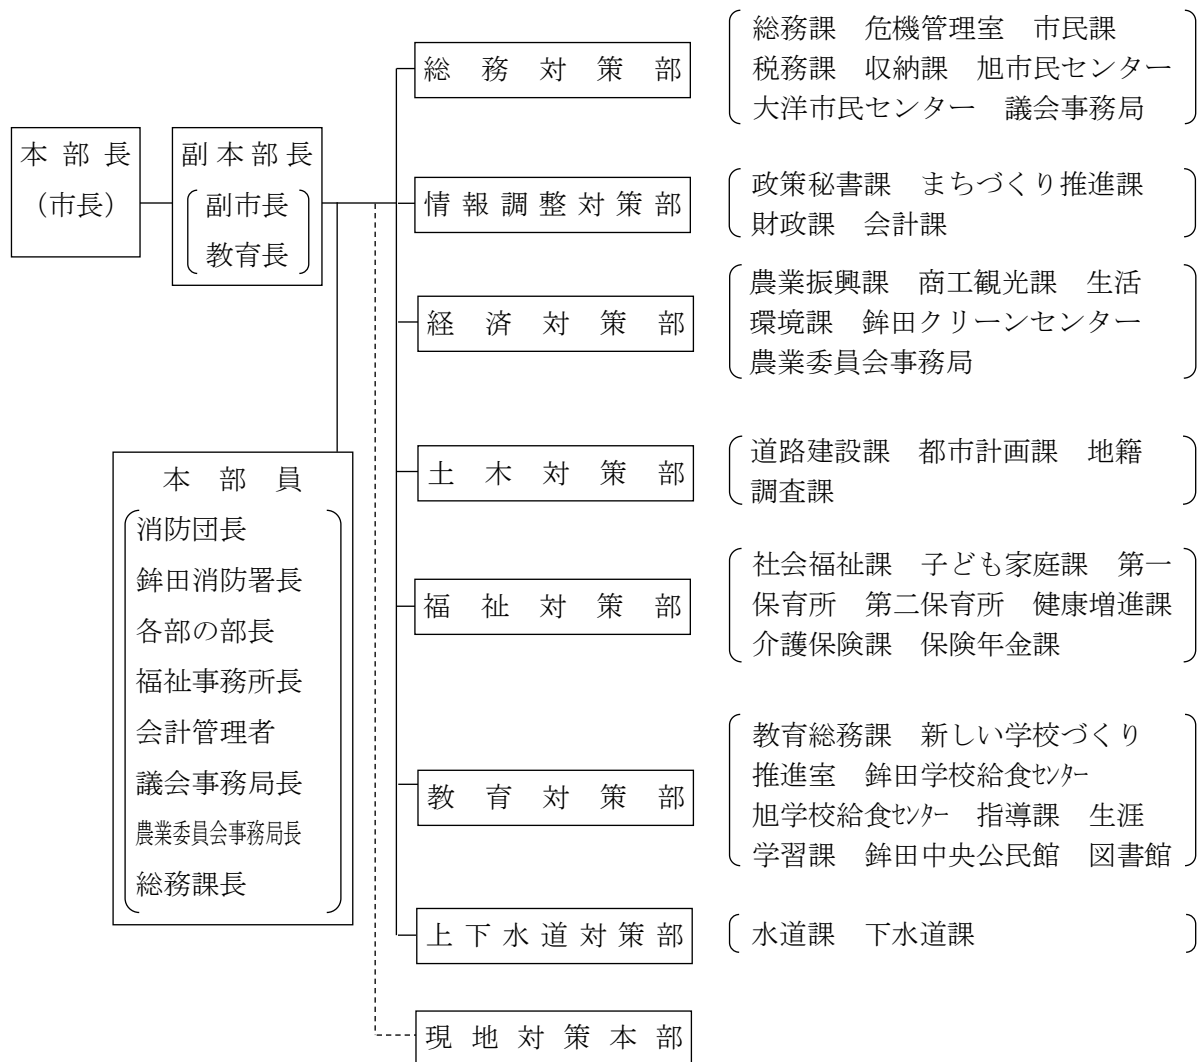 本部長
（市長）
副本部長
副市長
教育長
本部員
消防団長
鉾田消防署長
各部の部長
福祉事務所長
会計管理者
議会事務局長
農業委員会事務局長
総務課長
総務対策部
総務課　危機管理室　市民課
税務課　収納課　旭市民センター
大洋市民センター　議会事務局
情報調整対策部
政策秘書課　まちづくり推進課
財政課　会計課
経済対策部
農業振興課　商工観光課　生活
環境課　鉾田クリーンセンター
農業委員会事務局
土木対策部
道路建設課　都市計画課　地籍
調査課
福祉対策部
社会福祉課　子ども家庭課　第一
保育所　第二保育所　健康増進課
介護保険課　保険年金課
教育対策部
教育総務課　新しい学校づくり
推進室　鉾田学校給食ｾﾝﾀｰ
旭学校給食ｾﾝﾀｰ　指導課　生涯
学習課　鉾田中央公民館　図書館
上下水道対策部
水道課　下水道課
現地対策本部